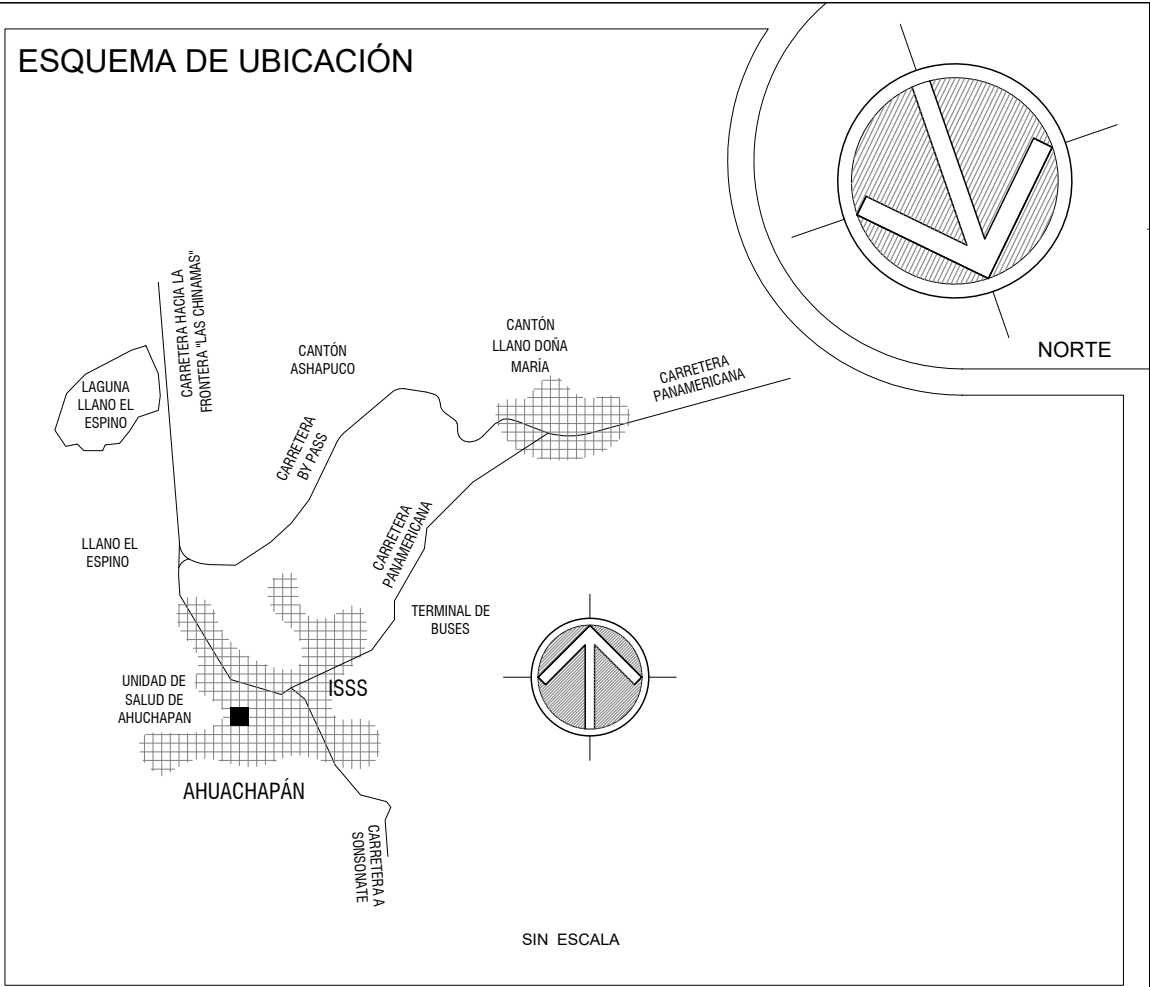 ESQUEMA DE UBICACIÓN
NORTE
CARRETERA HACIA LA
FRONTERA "LAS CHINAMAS"
LAGUNA
LLANO EL
ESPINO
CANTÓN
ASHAPUCO
CANTÓN
LLANO DOÑA
MARÍA
CARRETERA
PANAMERICANA
CARRETERA
BY PASS
CARRETERA
PANAMERICANA
LLANO EL
ESPINO
TERMINAL DE
BUSES
UNIDAD DE
SALUD DE
AHUCHAPAN
ISSS
AHUACHAPÁN
CARRETERA A
SONSONATE
SIN ESCALA